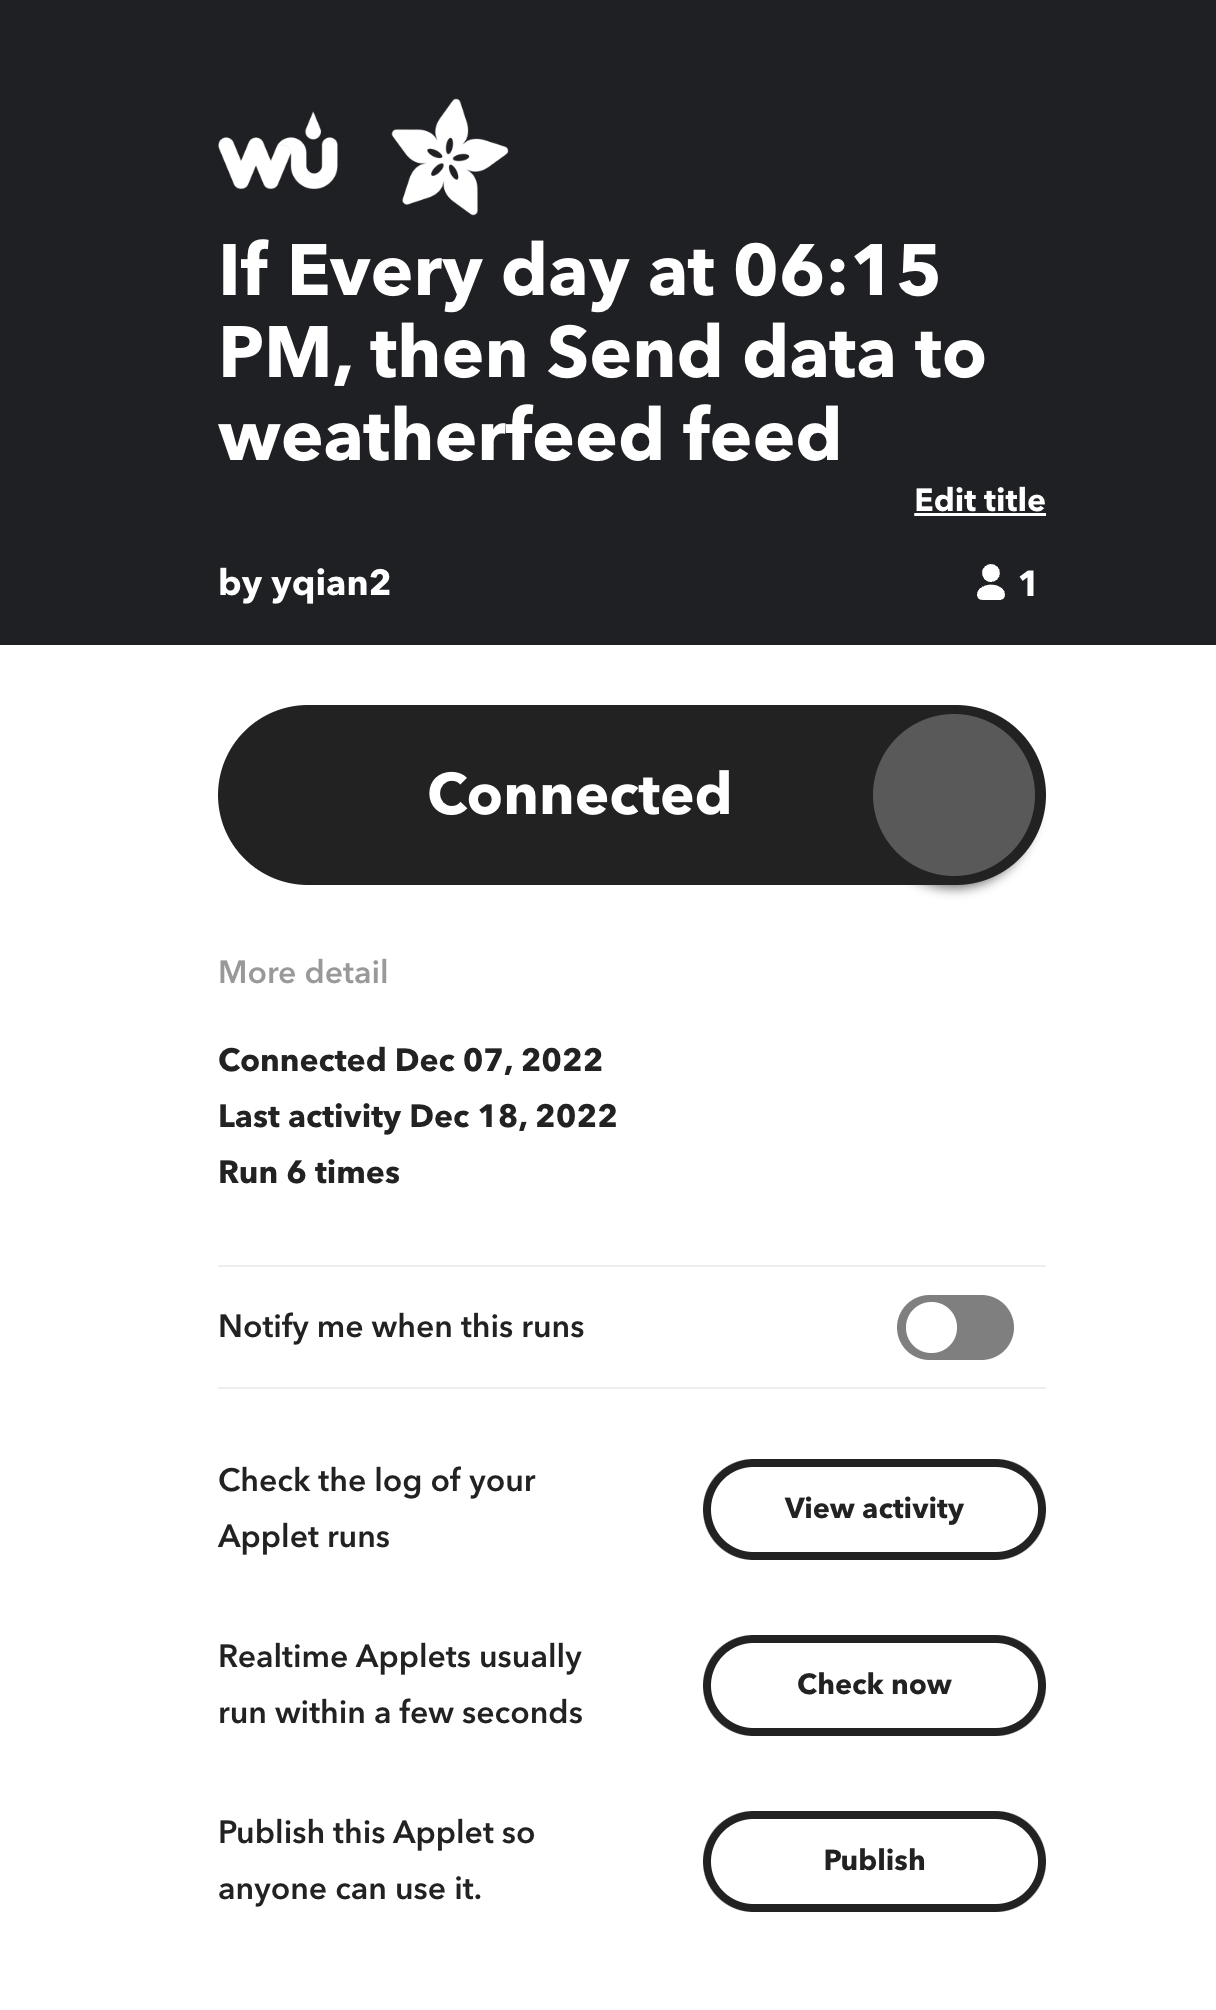 wu
If Every day at 06:15
PM, then Send data to
weatherfeed feed
Edit title
by yqian2
1
Connected
More detail
Connected Dec 07, 2022
Last activity Dec 18, 2022
Run 6 times
Notify me when this runs
Check the log of your
Applet runs
View activity
Realtime Applets usually
run within a few seconds
Check now
Publish this Applet so
anyone can use it.
Publish